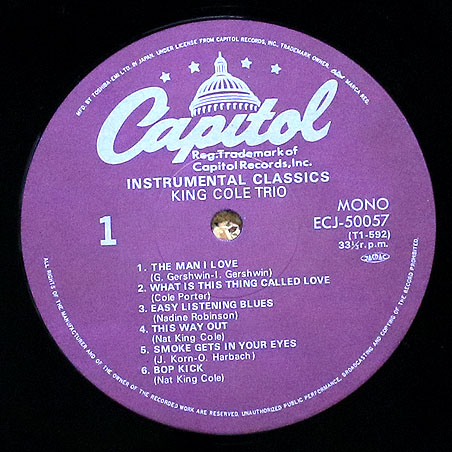 MFD. BY TOSHIBA-EMI LTD. IN JAPAN, UNDER LICENSE FROM CAPITOL RECORDS, INC., TRADEMARK OWNER. MARCA REG.
Capitol
Reg. Trademark of
Capitol Records, Inc.
INSTRUMENTAL CLASSICS
KING COLE TRIO
1
MONO
ECJ-50057
(T1-592)
33⅓ r.p.m.
1. THE MAN I LOVE
(G. Gershwin-I. Gershwin)
2. WHAT IS THIS THING CALLED LOVE
(Cole Porter)
3. EASY LISTENING BLUES
(Nadine Robinson)
4. THIS WAY OUT
(Nat King Cole)
5. SMOKE GETS IN YOUR EYES
(J. Korn-O. Harbach)
6. BOP KICK
(Nat King Cole)
ALL RIGHTS OF THE MANUFACTURER AND OF THE OWNER OF THE RECORDED WORK ARE RESERVED. UNAUTHORIZED PUBLIC PERFORMANCE, BROADCASTING AND COPYING OF THIS RECORD PROHIBITED.